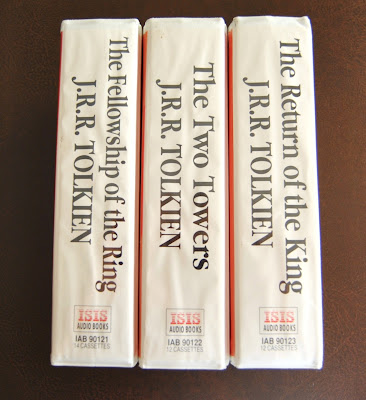 The Fellowship of the Ring
J.R.R. TOLKIEN
ISIS
AUDIO BOOKS
IAB 90121
14 CASSETTES
The Two Towers
J.R.R. TOLKIEN
ISIS
AUDIO BOOKS
IAB 90122
12 CASSETTES
The Return of the King
J.R.R. TOLKIEN
ISIS
AUDIO BOOKS
IAB 90123
12 CASSETTES